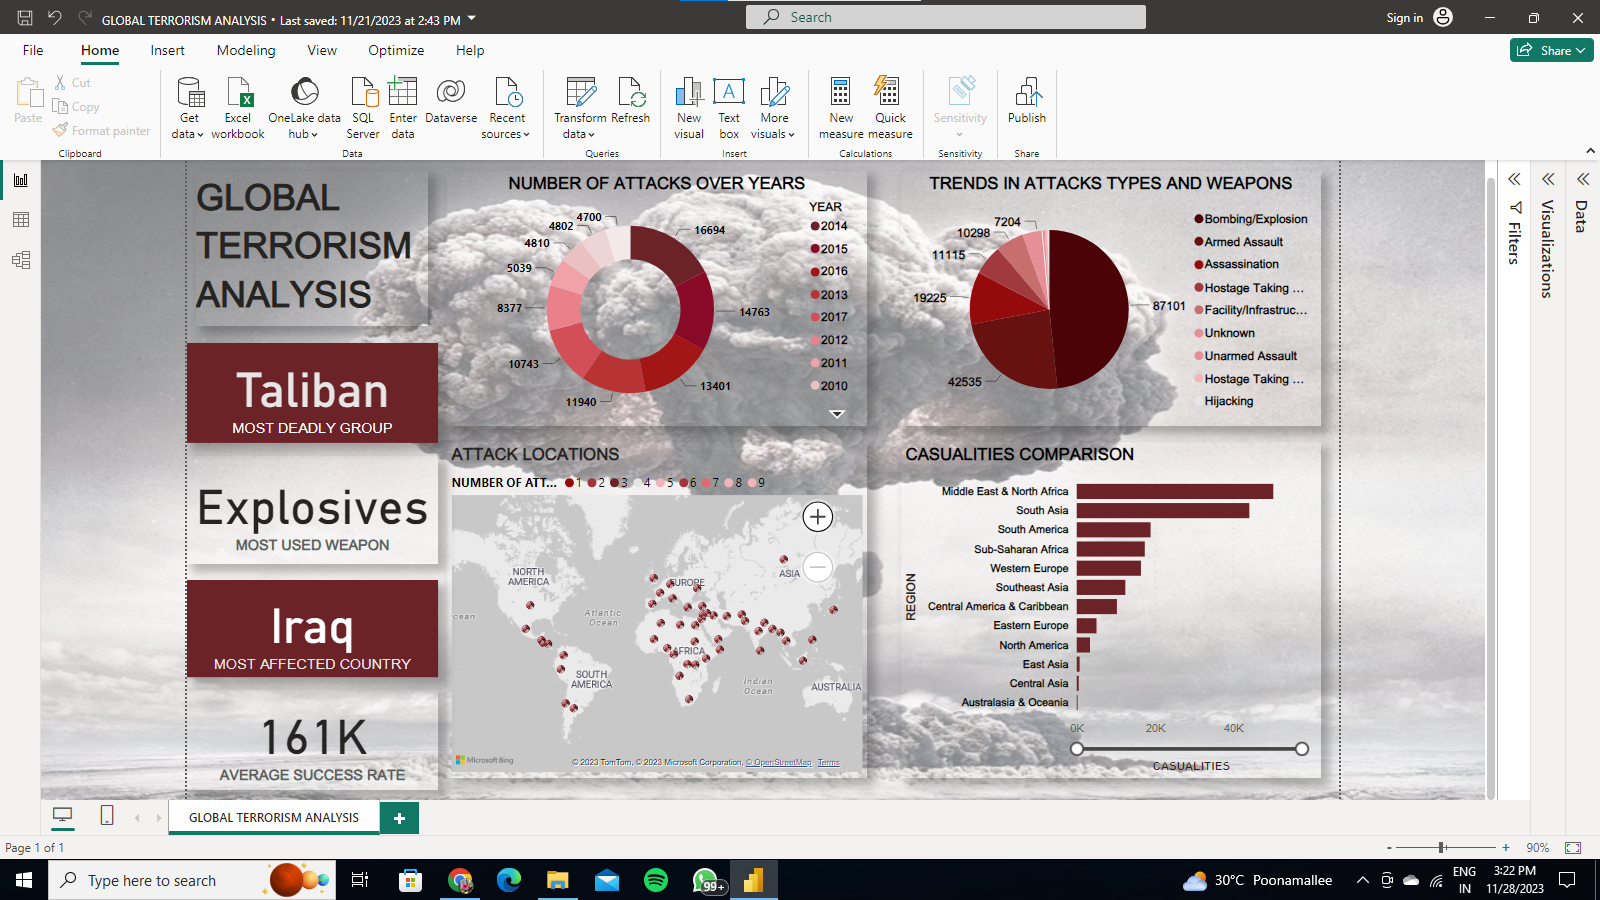 GLOBAL TERRORISM ANALYSIS • Last saved: 11/21/2023 at 2:43 PM
Search
Sign in
File Home Insert Modeling View Optimize Help
Share
Paste
Cut
Copy
Format painter
Clipboard
Get data
Excel workbook
OneLake data hub
SQL Server
Enter data
Dataverse
Recent sources
Data
Transform data
Refresh
Queries
New visual
Text box
More visuals
Insert
New measure
Quick measure
Calculations
Sensitivity
Sensitivity
Publish
Share
GLOBAL
TERRORISM
ANALYSIS
Taliban
MOST DEADLY GROUP
Explosives
MOST USED WEAPON
Iraq
MOST AFFECTED COUNTRY
161K
AVERAGE SUCCESS RATE
NUMBER OF ATTACKS OVER YEARS
16694
14763
13401
11940
10743
8377
5039
4810
4802
4700
YEAR
2014
2015
2016
2013
2017
2012
2011
2010
TRENDS IN ATTACKS TYPES AND WEAPONS
87101
42535
19225
11115
10298
7204
Bombing/Explosion
Armed Assault
Assassination
Hostage Taking ...
Facility/Infrastruc...
Unknown
Unarmed Assault
Hostage Taking ...
Hijacking
ATTACK LOCATIONS
NUMBER OF ATT... 1 2 3 4 5 6 7 8 9
NORTH
AMERICA
EUROPE
ASIA
Atlantic
Ocean
cean
AFRICA
SOUTH
AMERICA
Indian
Ocean
AUSTRALIA
Microsoft Bing
© 2023 TomTom, © 2023 Microsoft Corporation, © OpenStreetMap Terms
CASUALITIES COMPARISON
REGION
Middle East & North Africa
South Asia
South America
Sub-Saharan Africa
Western Europe
Southeast Asia
Central America & Caribbean
Eastern Europe
North America
East Asia
Central Asia
Australasia & Oceania
0K 20K 40K
CASUALITIES
Filters
Visualizations
Data
GLOBAL TERRORISM ANALYSIS
Page 1 of 1
90%
Type here to search
99+
30°C Poonamallee
ENG
IN
3:22 PM
11/28/2023